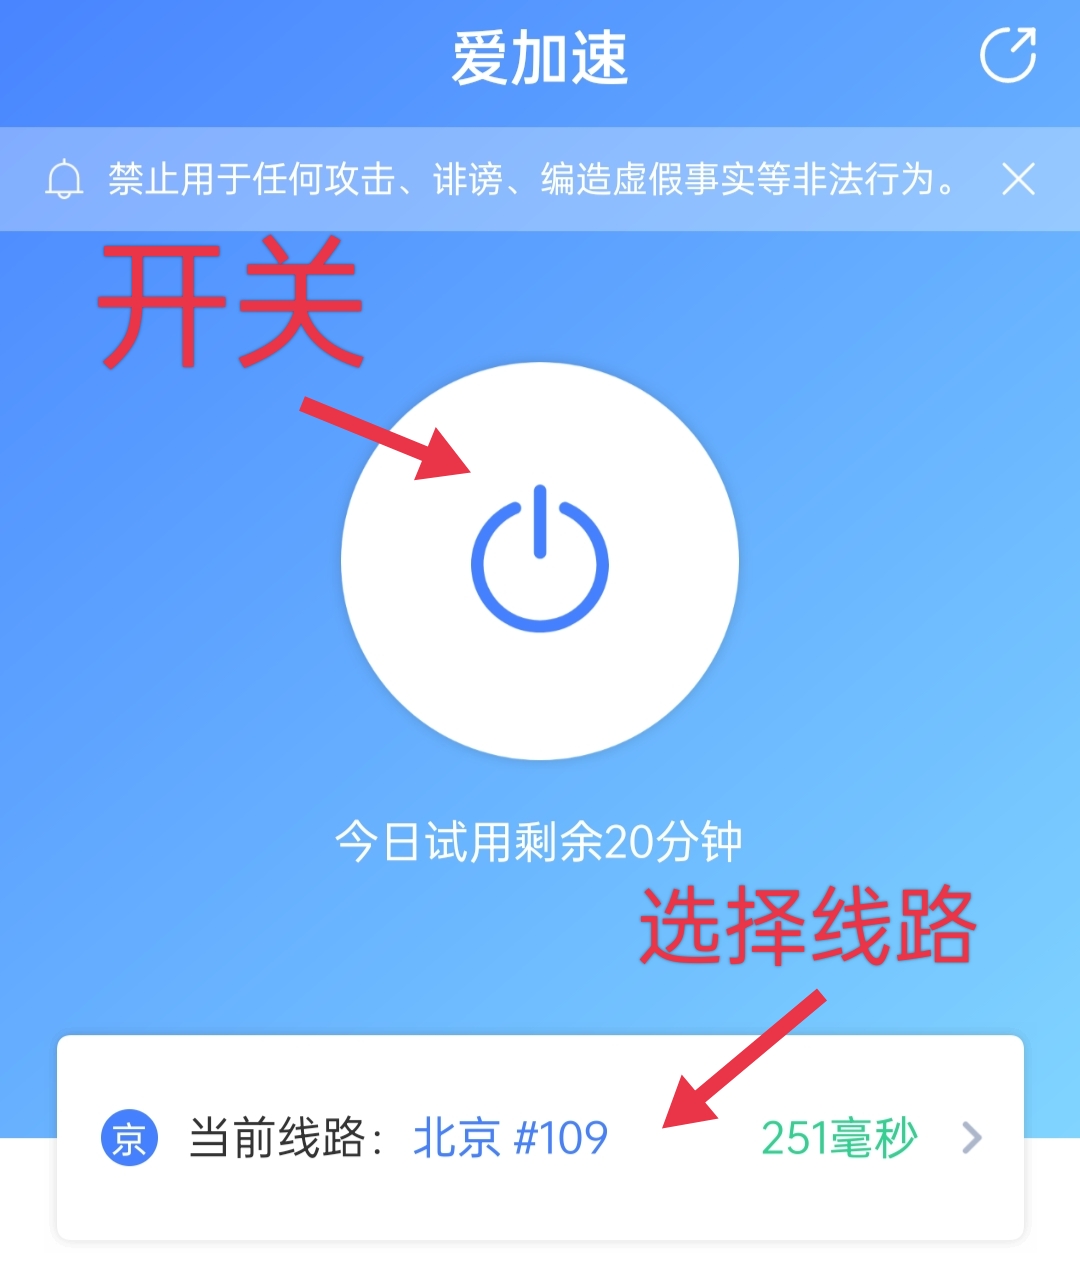 爱加速
禁止用于任何攻击、诽谤、编造虚假事实等非法行为。
开关
今日试用剩余20分钟
选择线路
京 当前线路：北京 #109 251毫秒